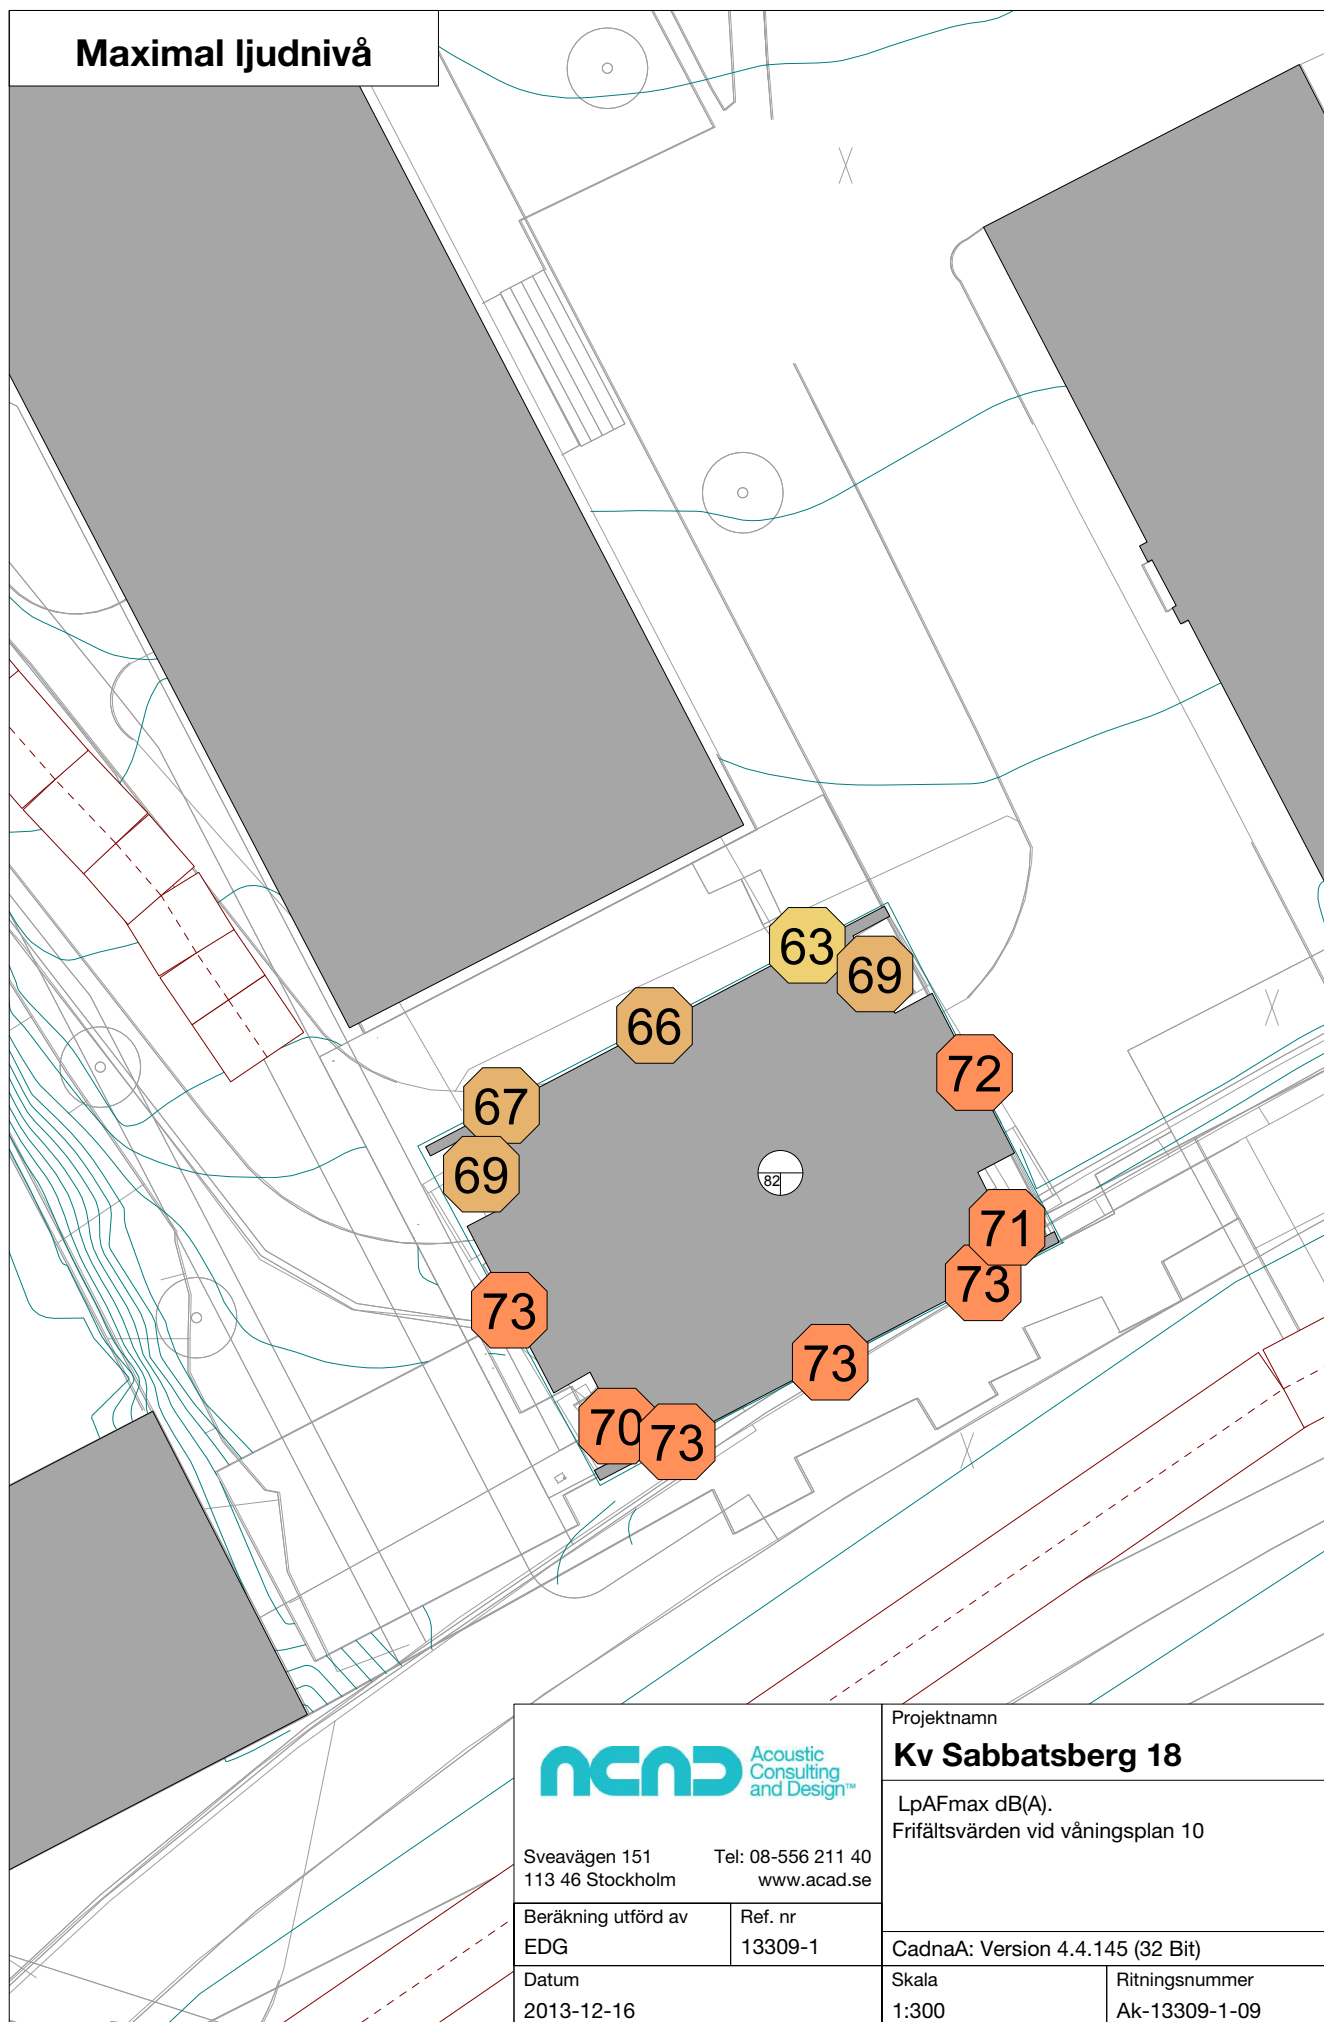 Maximal ljudnivå
63
69
66
72
67
69
82
71
73
73
73
70
73
Acoustic
Consulting
and Design™
acad
Sveavägen 151
113 46 Stockholm
Tel: 08-556 211 40
www.acad.se
Beräkning utförd av
EDG
Ref. nr
13309-1
Datum
2013-12-16
Projektnamn
Kv Sabbatsberg 18
LpAFmax dB(A).
Frifältsvärden vid våningsplan 10
CadnaA: Version 4.4.145 (32 Bit)
Skala
1:300
Ritningsnummer
Ak-13309-1-09